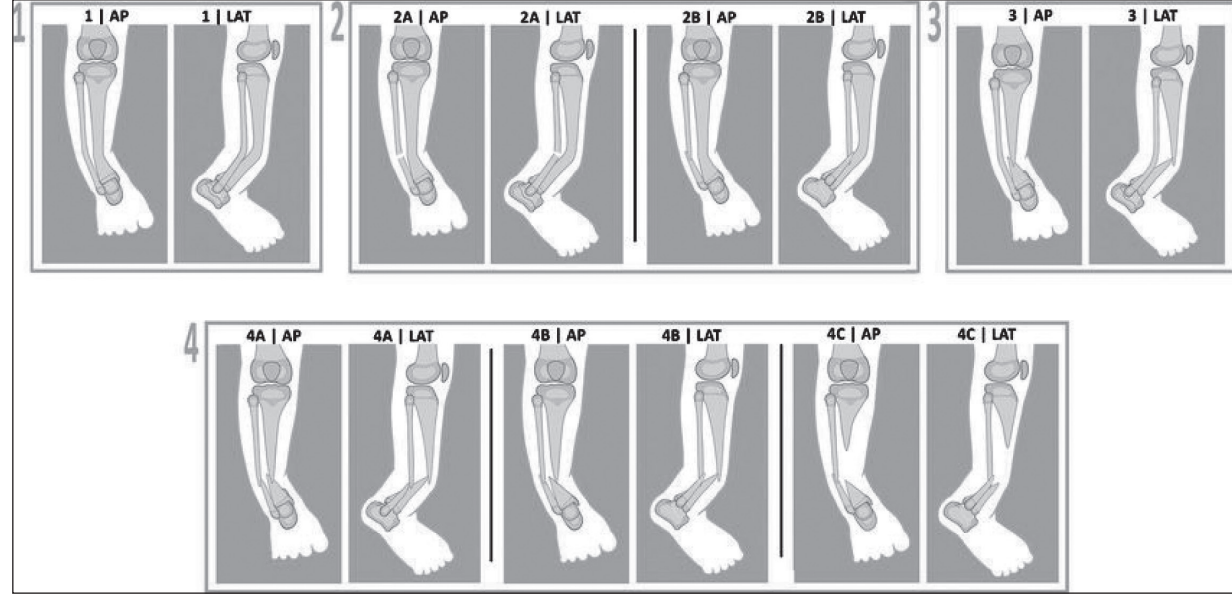 1
1 | AP
1 | LAT
2
2A | AP
2A | LAT
2B | AP
2B | LAT
3
3 | AP
3 | LAT
4
4A | AP
4A | LAT
4B | AP
4B | LAT
4C | AP
4C | LAT